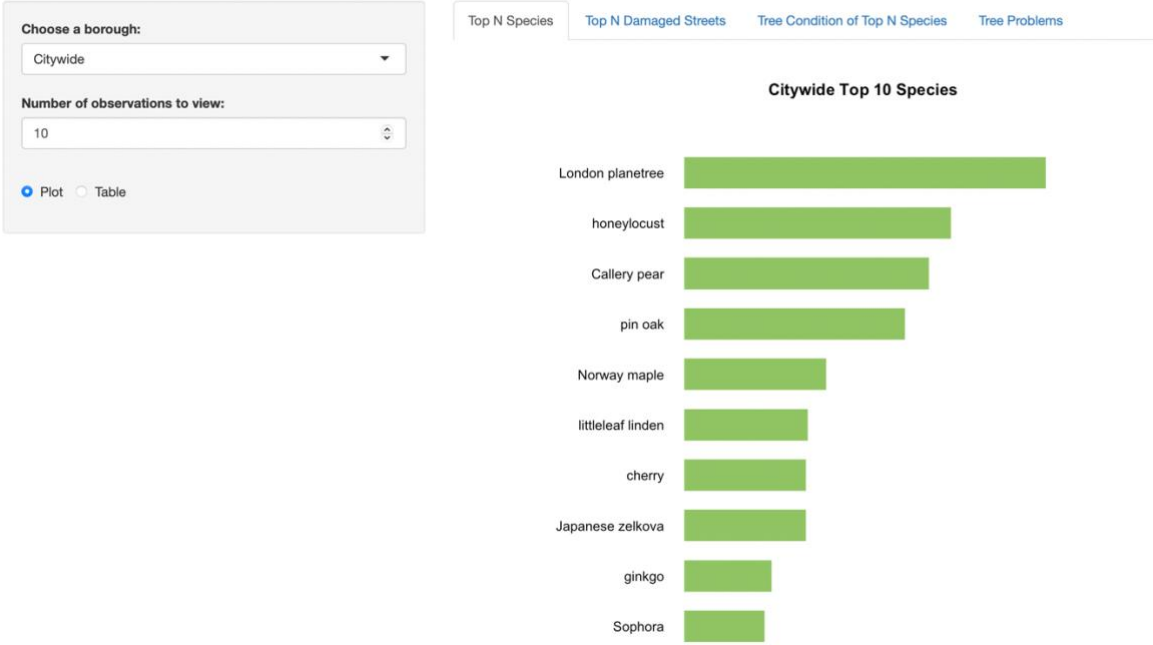 Choose a borough:
Citywide
Number of observations to view:
10
Plot Table
Top N Species Top N Damaged Streets Tree Condition of Top N Species Tree Problems
Citywide Top 10 Species
London planetree
honeylocust
Callery pear
pin oak
Norway maple
littleleaf linden
cherry
Japanese zelkova
ginkgo
Sophora